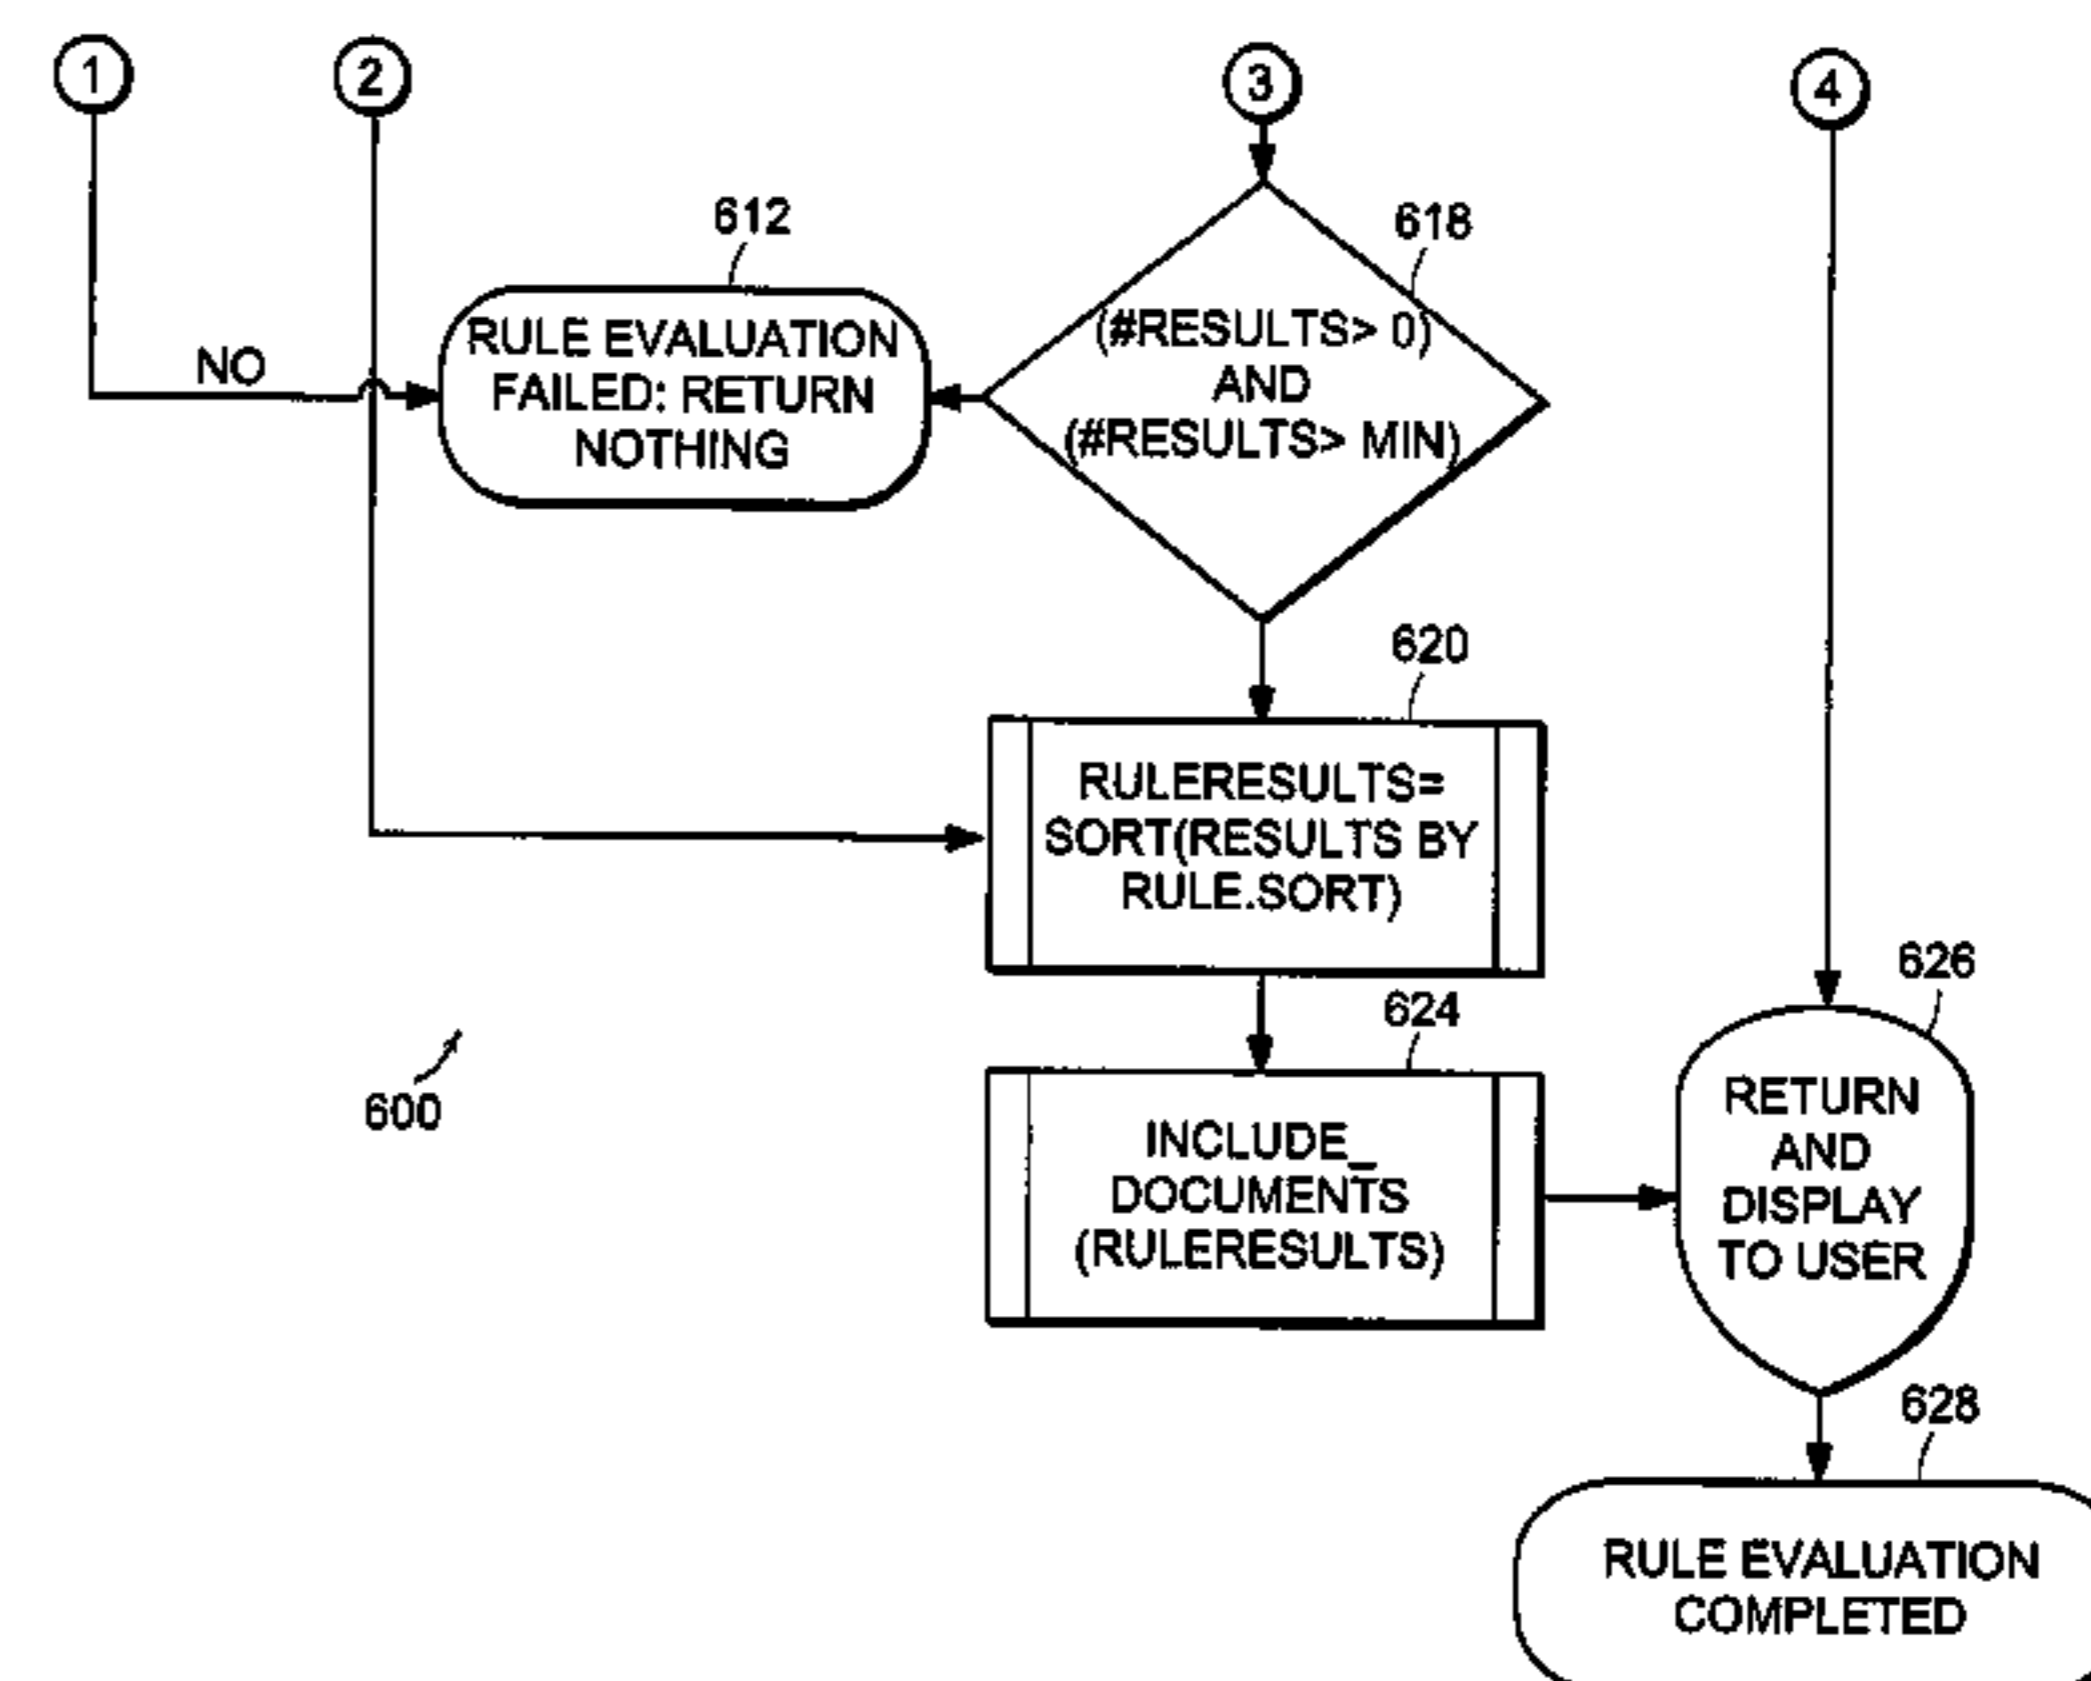 1
2
3
4
612
618
RULE EVALUATION
FAILED: RETURN
NOTHING
NO
(#RESULTS> 0)
AND
(#RESULTS> MIN)
620
RULERESULTS=
SORT(RESULTS BY
RULE.SORT)
626
624
600
INCLUDE_
DOCUMENTS
(RULERESULTS)
RETURN
AND
DISPLAY
TO USER
628
RULE EVALUATION
COMPLETED